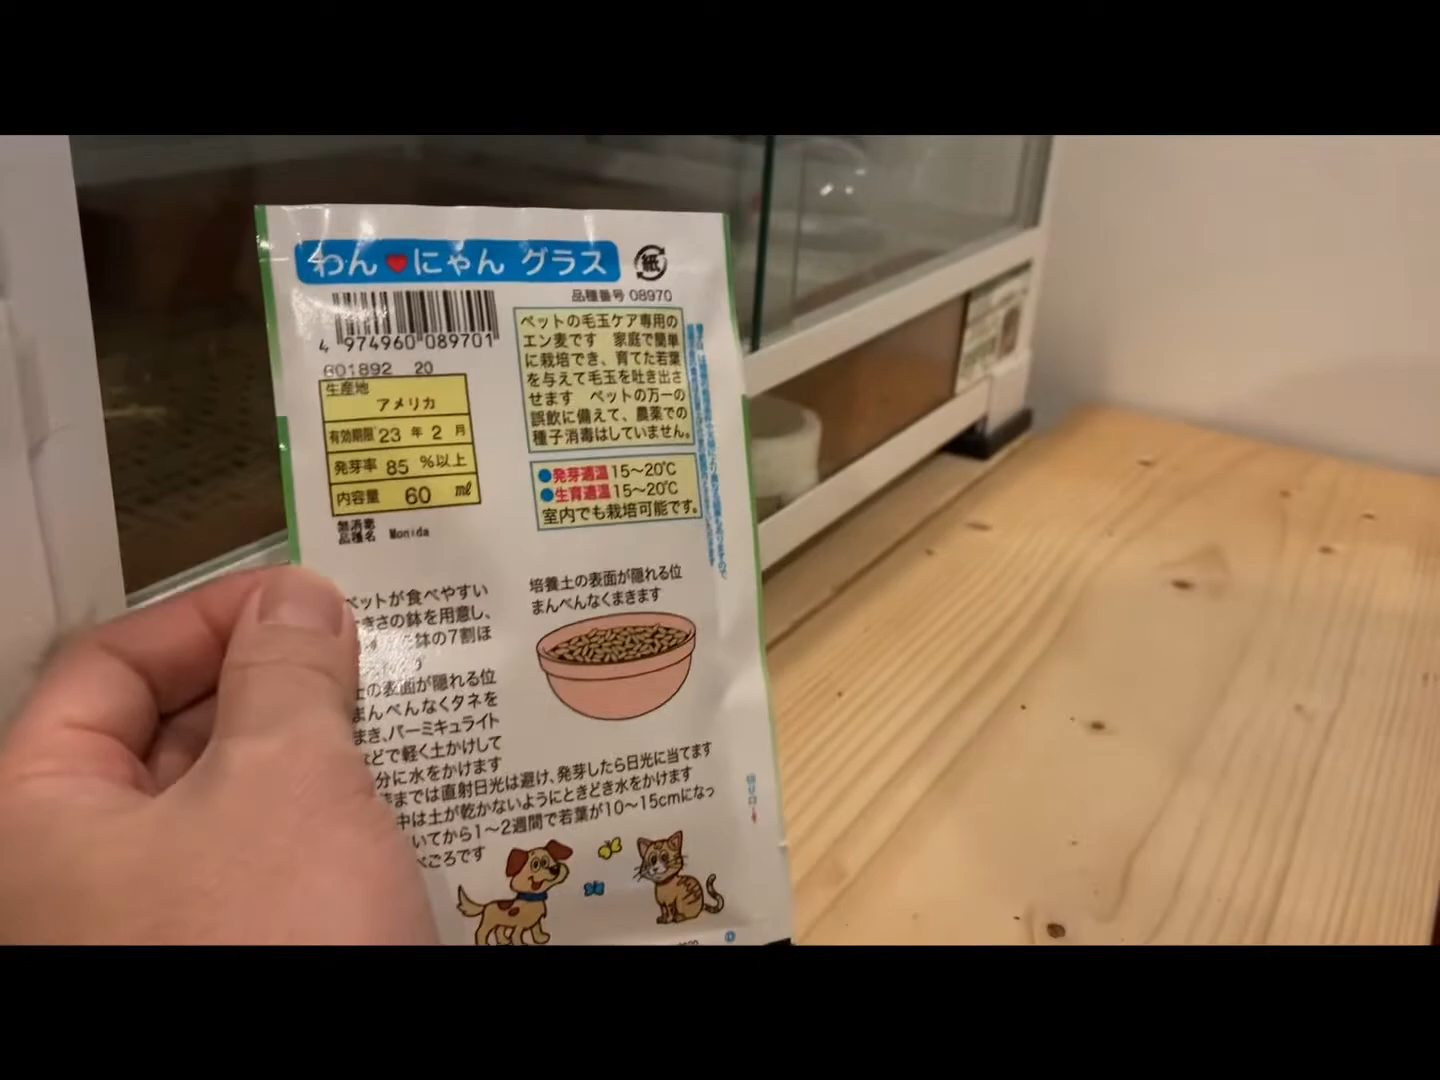 わん♥にゃん グラス
紙
品種番号 08970
4 974960 089701
601892 20
生産地
アメリカ
有効期限 23 年 2 月
発芽率 85 %以上
内容量 60 ml
無消毒
品種名 Monida
ペットの毛玉ケア専用の
エン麦です 家庭で簡単
に栽培でき、育てた若葉
を与えて毛玉を吐き出さ
せます ペットの万一の
誤飲に備えて、農薬での
種子消毒はしていません。
●発芽適温 15〜20℃
●生育適温 15〜20℃
室内でも栽培可能です。
培養土の表面が隠れる位
まんべんなくまきます
ペットが食べやすい
きさの鉢を用意し、
鉢の7割ほ
土の表面が隠れる位
まんべんなくタネを
まき、バーミキュライト
などで軽く土かけして
分に水をかけます
までは直射日光は避け、発芽したら日光に当てます
中は土が乾かないようにときどき水をかけます
いてから1〜2週間で若葉が10〜15cmになっ
べごろです